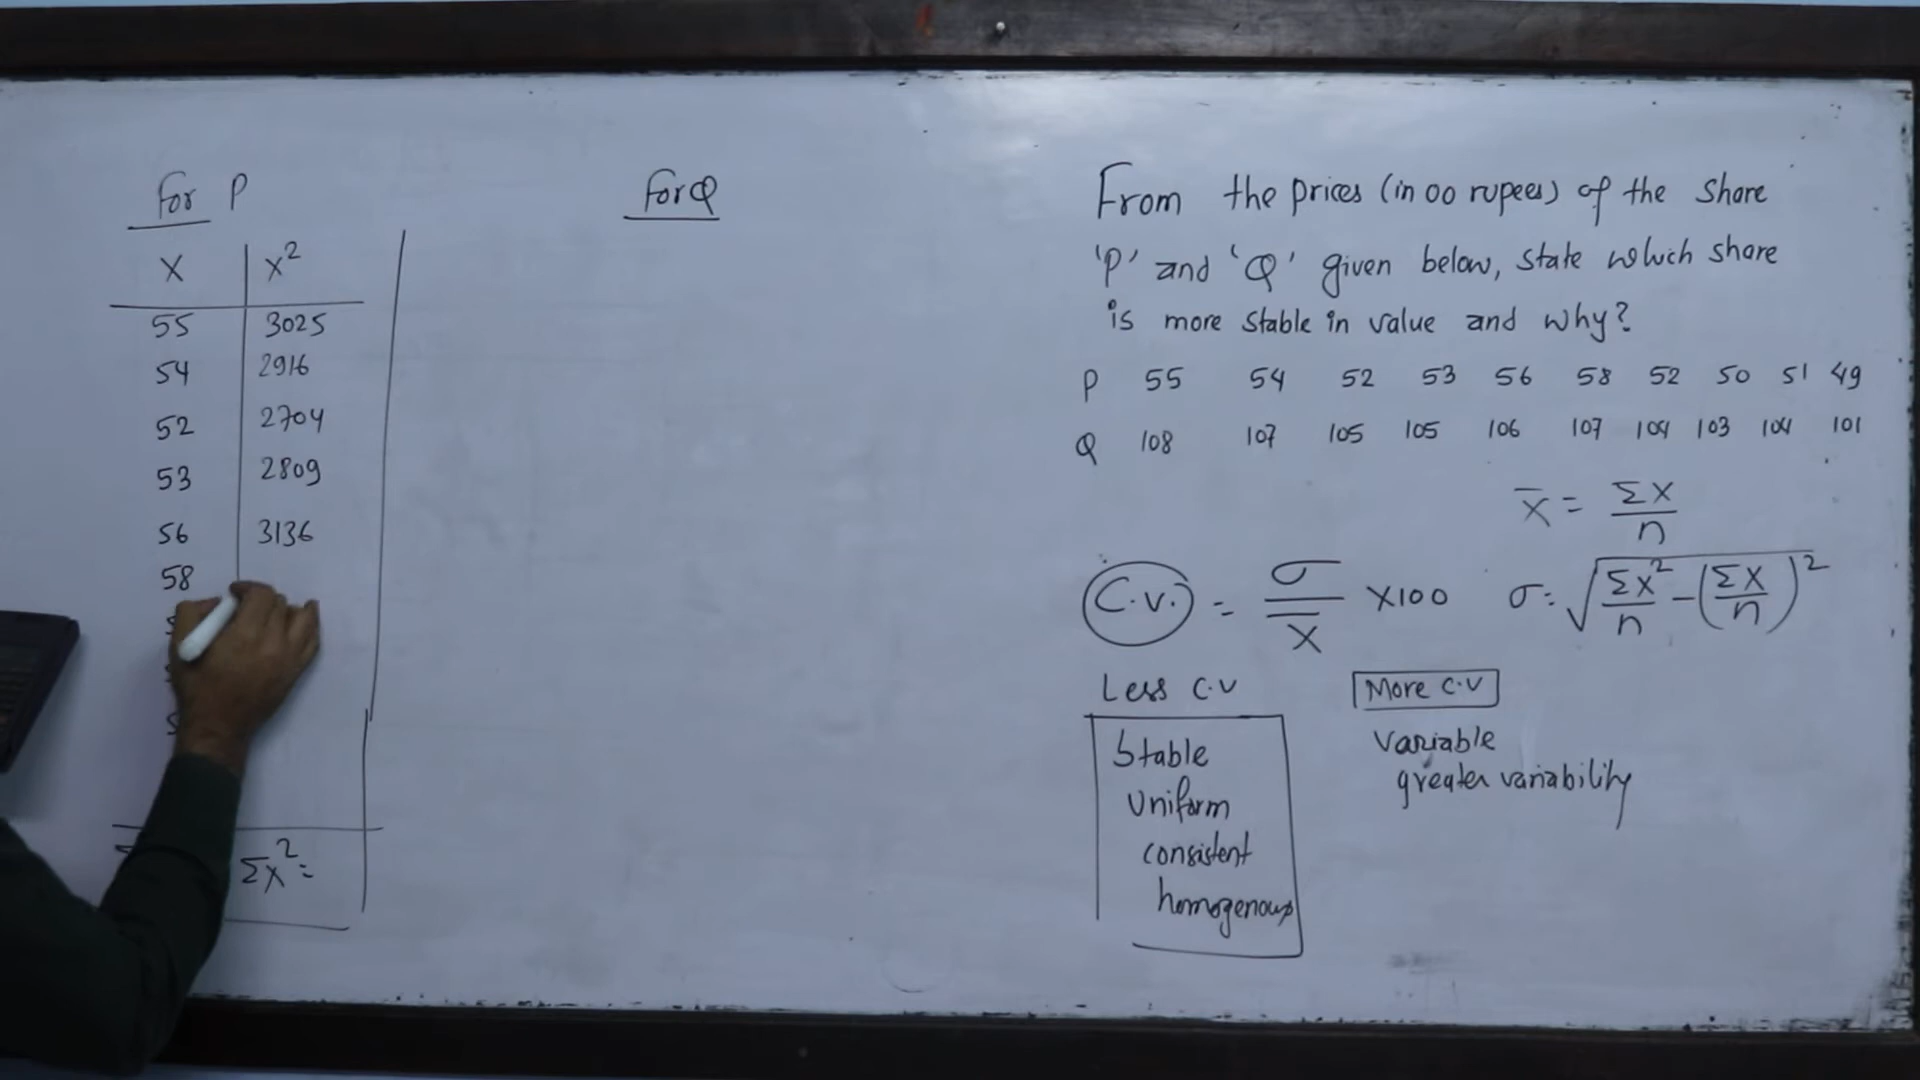 For P
X X²
55 3025
54 2916
52 2704
53 2809
56 3136
58
Σx² =
For Q
From the prices (in 00 rupees) of the share
'P' and 'Q' given below, state which share
is more stable in value and why?
P 55 54 52 53 56 58 52 50 51 49
Q 108 107 105 105 106 107 104 103 104 101
X̄ = ΣX/n
C.V. = σ/X̄ X100 σ = √(ΣX²/n − (ΣX/n)²)
Less C.V
Stable
Uniform
consistent
homogenous
More C.V
Variable
greater variability